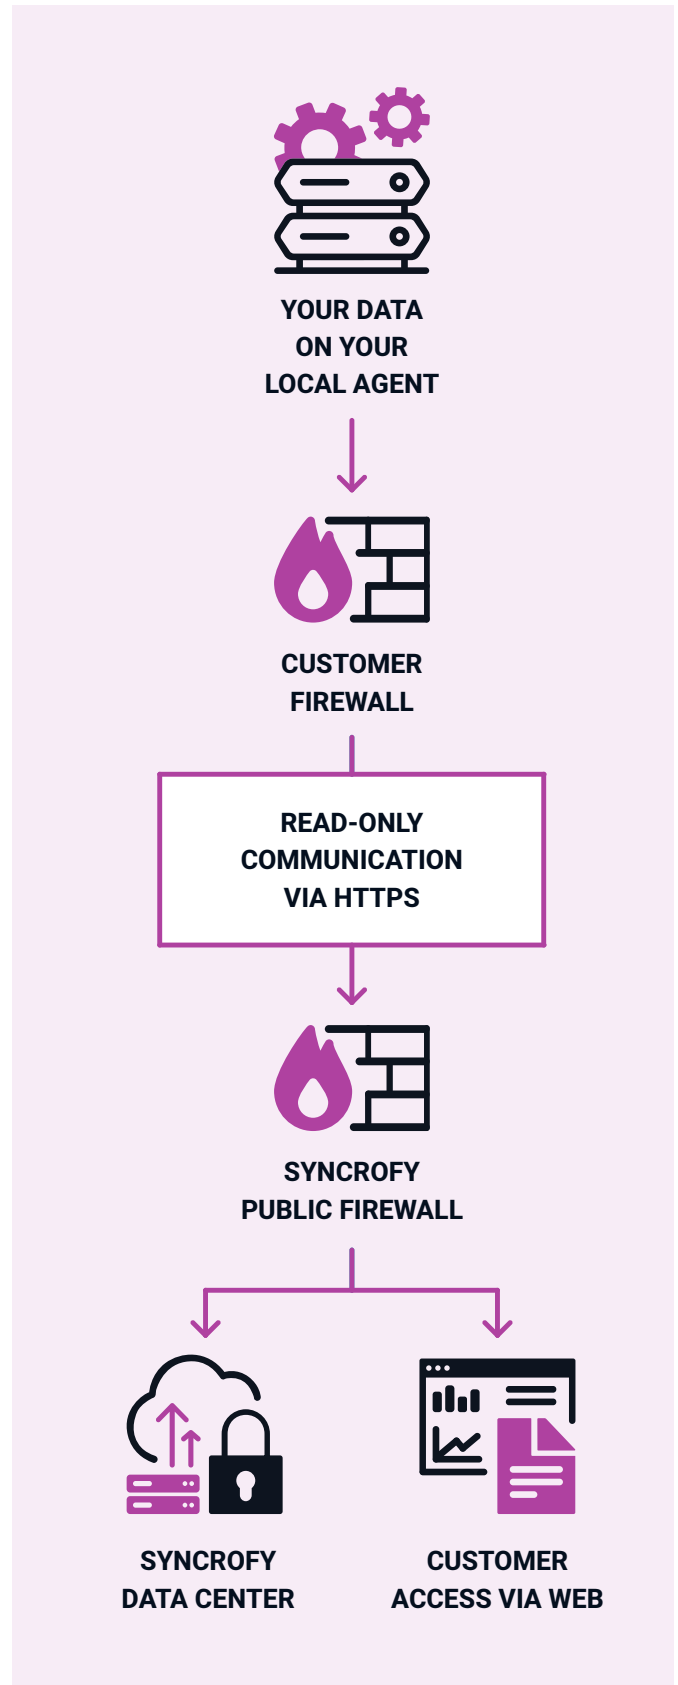 YOUR DATA
ON YOUR
LOCAL AGENT
CUSTOMER
FIREWALL
READ-ONLY
COMMUNICATION
VIA HTTPS
SYNCROFY
PUBLIC FIREWALL
SYNCROFY
DATA CENTER
CUSTOMER
ACCESS VIA WEB